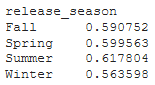 release_season
Fall 0.590752
Spring 0.599563
Summer 0.617804
Winter 0.563598